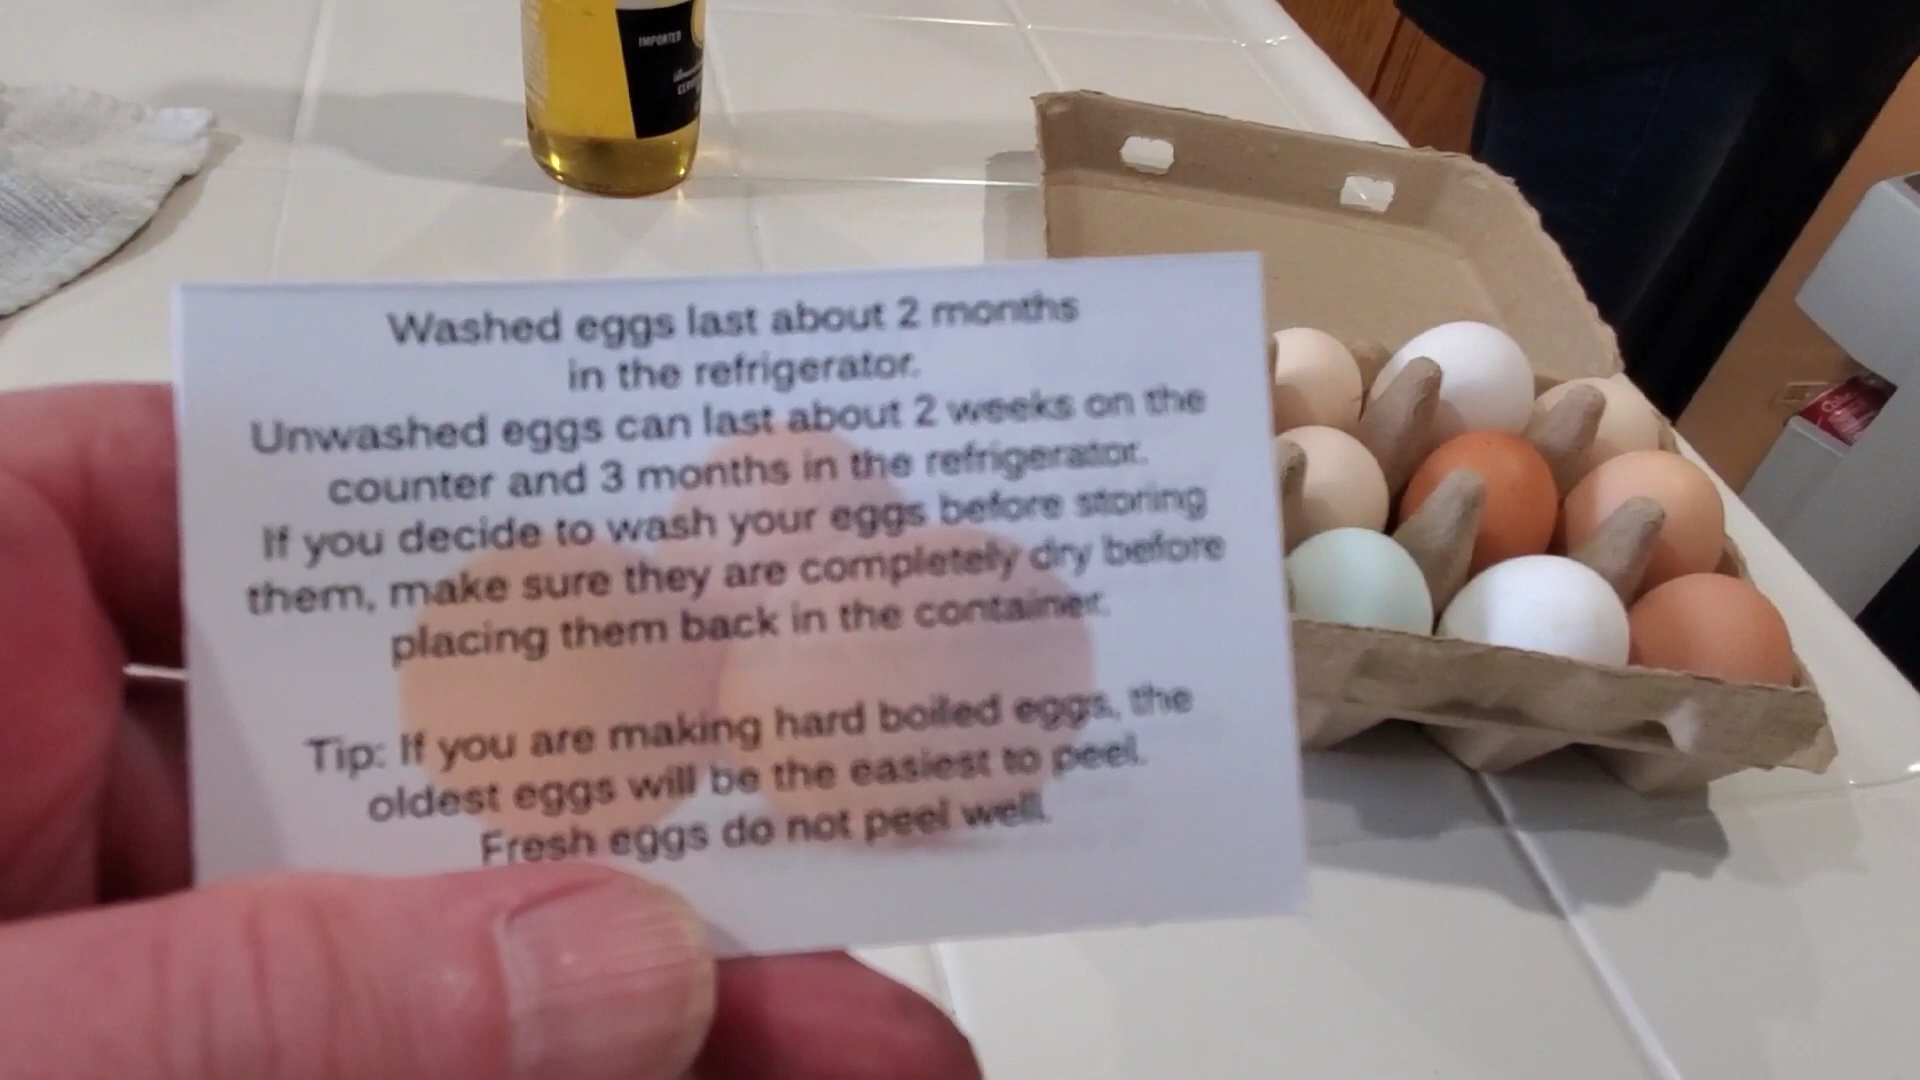 IMPORTED
Washed eggs last about 2 months
in the refrigerator.
Unwashed eggs can last about 2 weeks on the
counter and 3 months in the refrigerator.
If you decide to wash your eggs before storing
them, make sure they are completely dry before
placing them back in the container.
Tip: If you are making hard boiled eggs, the
oldest eggs will be the easiest to peel.
Fresh eggs do not peel well.